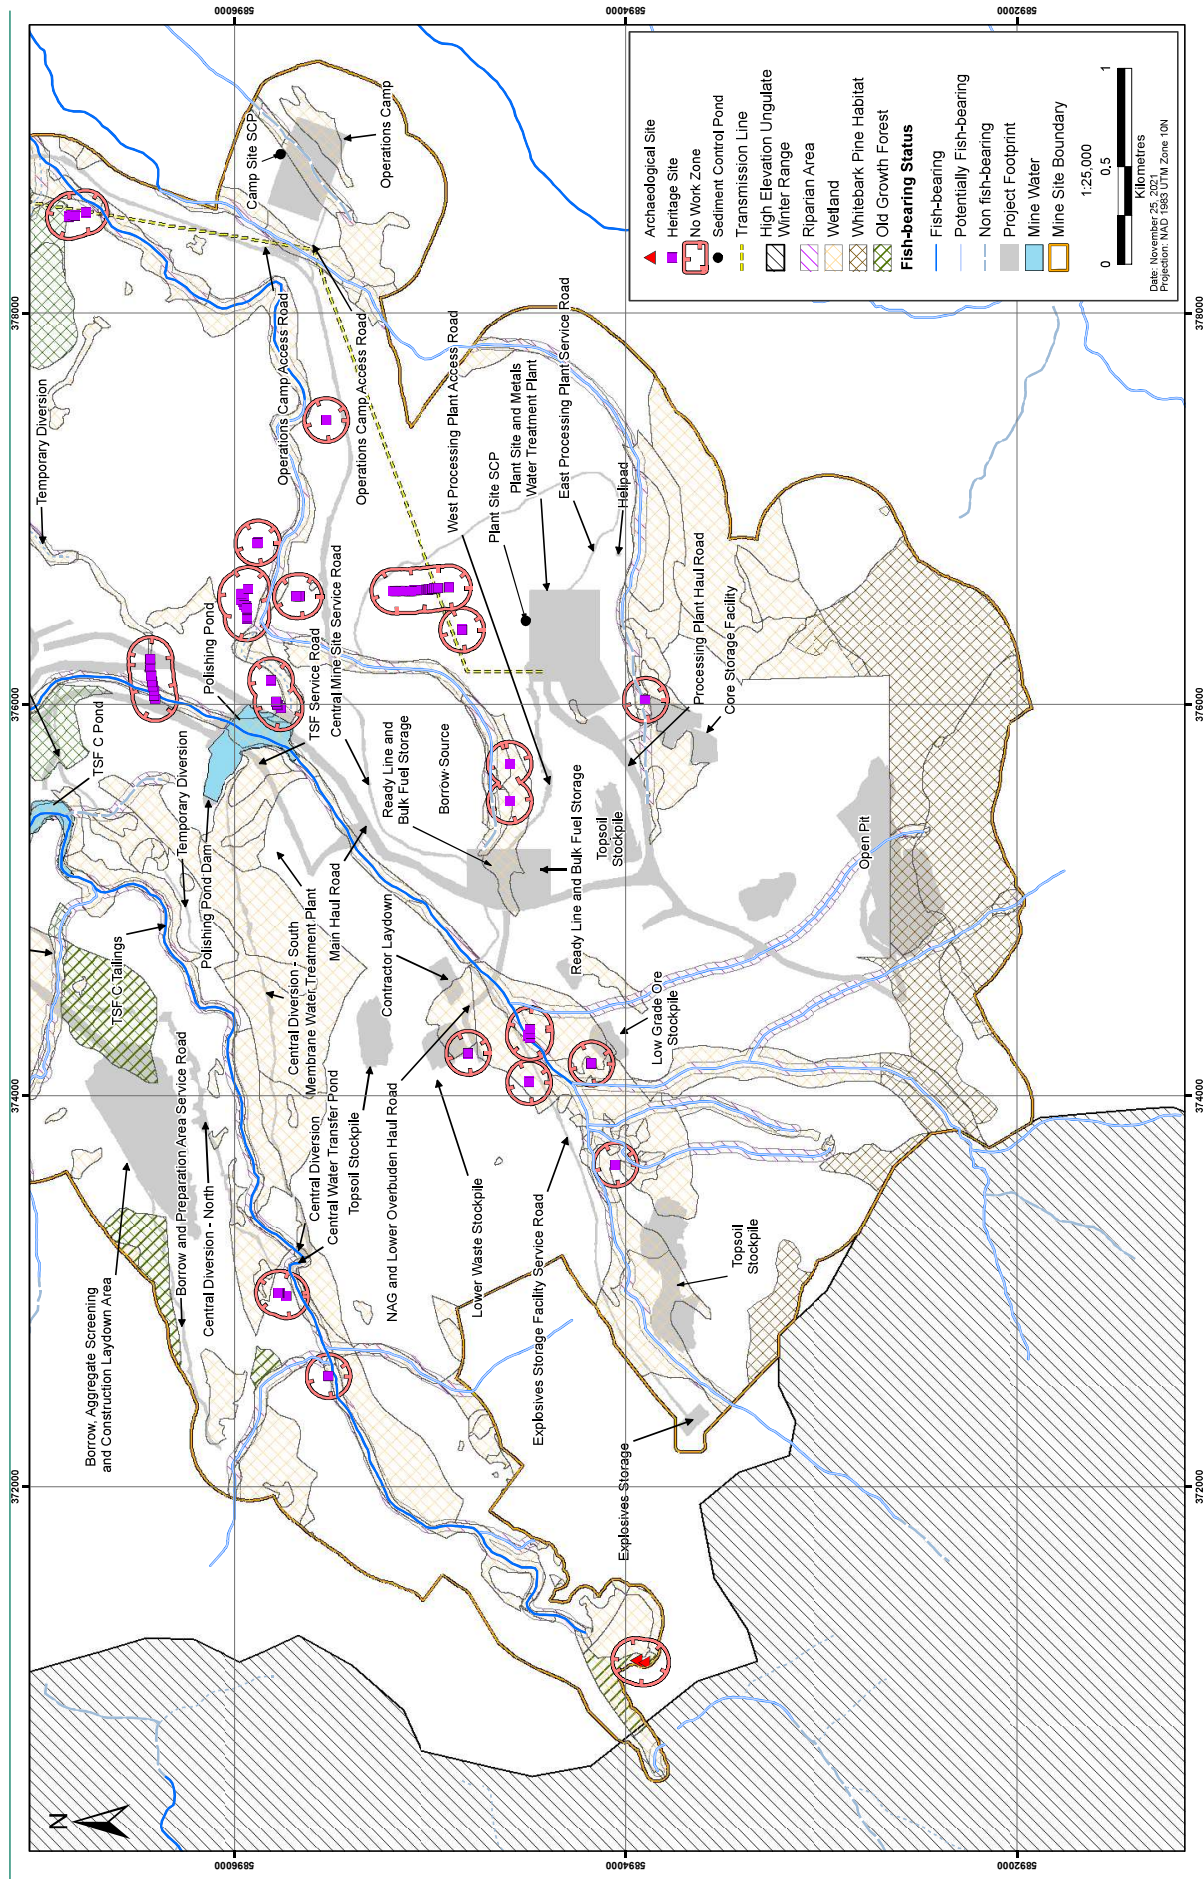 5896000
5894000
5892000
378000
376000
374000
372000
N
Temporary Diversion
Camp Site SCP
Operations Camp
Operations Camp Access Road
Operations Camp Access Road
West Processing Plant Access Road
Plant Site SCP
Plant Site and Metals
Water Treatment Plant
East Processing Plant Service Road
Helipad
Processing Plant Haul Road
Core Storage Facility
Polishing Pond
TSF Service Road
Central Mine Site Service Road
TSF C Pond
Temporary Diversion
Polishing Pond Dam
Ready Line and
Bulk Fuel Storage
Borrow Source
Ready Line and Bulk Fuel Storage
Topsoil
Stockpile
Open Pit
TSF C Tailings
Central Diversion - South
Membrane Water Treatment Plant
Main Haul Road
Contractor Laydown
Low Grade Ore
Stockpile
Borrow and Preparation Area Service Road
Central Diversion - North
Central Diversion
Central Water Transfer Pond
Topsoil Stockpile
NAG and Lower Overbuden Haul Road
Lower Waste Stockpile
Explosives Storage Facility Service Road
Topsoil
Stockpile
Borrow, Aggregate Screening
and Construction Laydown Area
Explosives Storage
Archaeological Site
Heritage Site
No Work Zone
Sediment Control Pond
Transmission Line
High Elevation Ungulate
Winter Range
Riparian Area
Wetland
Whitebark Pine Habitat
Old Growth Forest
Fish-bearing Status
Fish-bearing
Potentially Fish-bearing
Non fish-bearing
Project Footprint
Mine Water
Mine Site Boundary
1:25,000
0 0.5 1
Kilometres
Date: November 25, 2021
Projection: NAD 1983 UTM Zone 10N
378000
376000
374000
372000
5896000
5894000
5892000